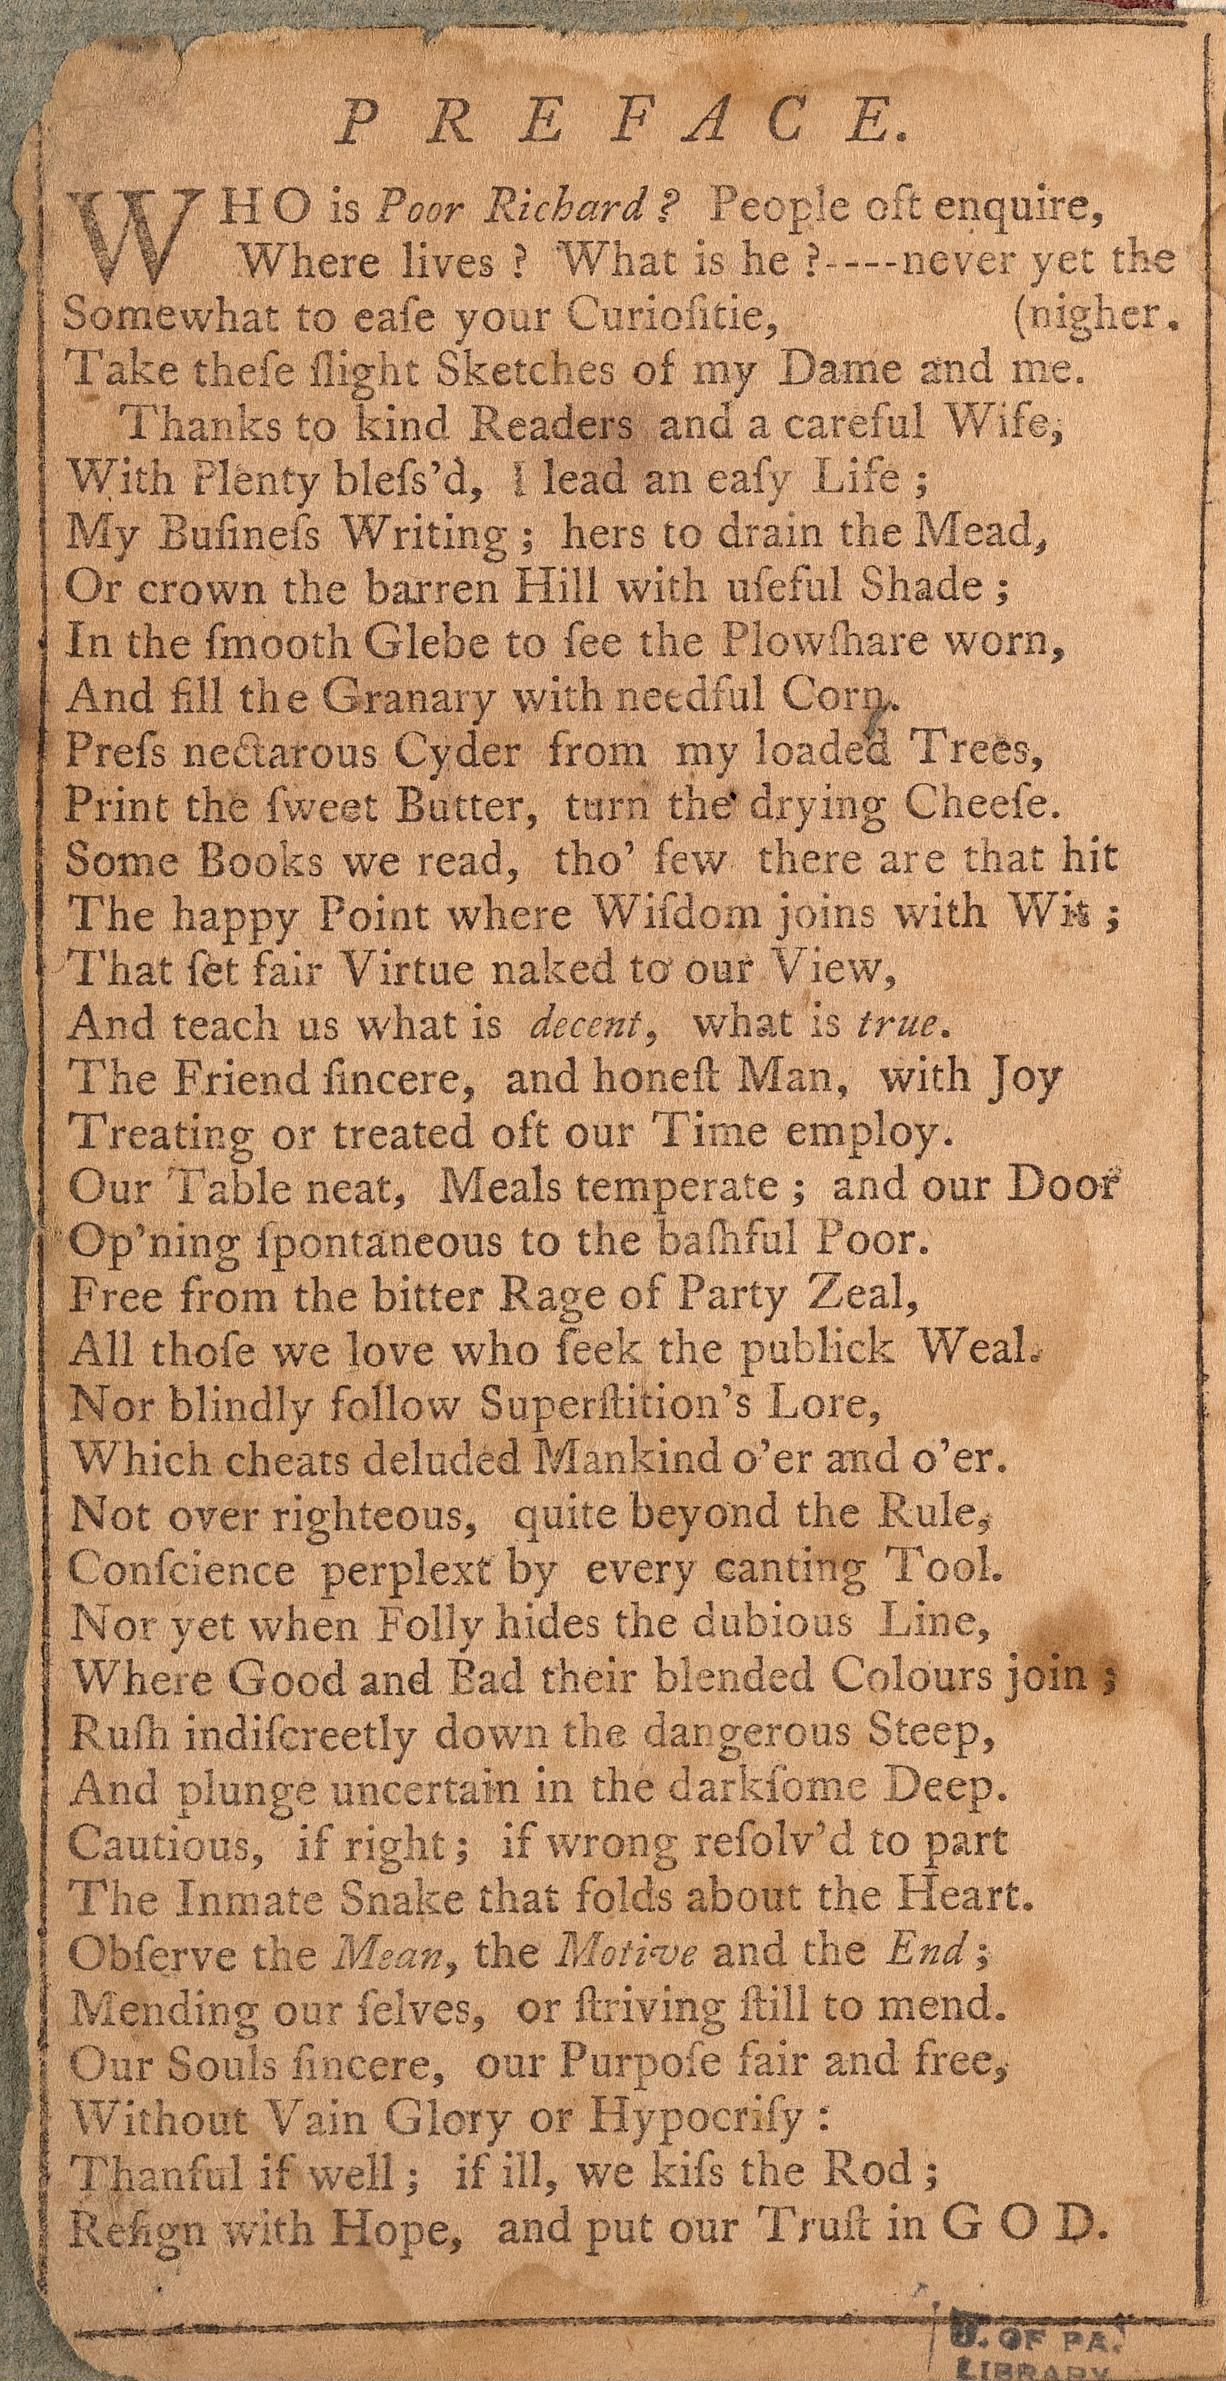 PREFACE.
WHO is Poor Richard? People oft enquire,
Where lives? What is he?----never yet the
Somewhat to eaſe your Curioſitie, (nigher.
Take theſe ſlight Sketches of my Dame and me.
Thanks to kind Readers and a careful Wife,
With Plenty bleſs'd, I lead an eaſy Life;
My Buſineſs Writing; hers to drain the Mead,
Or crown the barren Hill with uſeful Shade;
In the ſmooth Glebe to ſee the Plowſhare worn,
And fill the Granary with needful Corn.
Preſs nectarous Cyder from my loaded Trees,
Print the ſweet Butter, turn the drying Cheeſe.
Some Books we read, tho' few there are that hit
The happy Point where Wiſdom joins with Wit;
That ſet fair Virtue naked to our View,
And teach us what is decent, what is true.
The Friend ſincere, and honeſt Man, with Joy
Treating or treated oft our Time employ.
Our Table neat, Meals temperate; and our Door
Op'ning ſpontaneous to the baſhful Poor.
Free from the bitter Rage of Party Zeal,
All thoſe we love who ſeek the publick Weal.
Nor blindly follow Superſtition's Lore,
Which cheats deluded Mankind o'er and o'er.
Not over righteous, quite beyond the Rule,
Conſcience perplext by every canting Tool.
Nor yet when Folly hides the dubious Line,
Where Good and Bad their blended Colours join;
Ruſh indiſcreetly down the dangerous Steep,
And plunge uncertain in the darkſome Deep.
Cautious, if right; if wrong reſolv'd to part
The Inmate Snake that folds about the Heart.
Obſerve the Mean, the Motive and the End;
Mending our ſelves, or ſtriving ſtill to mend.
Our Souls ſincere, our Purpoſe fair and free,
Without Vain Glory or Hypocriſy:
Thanful if well; if ill, we kiſs the Rod;
Reſign with Hope, and put our Truſt in GOD.
U. OF PA.
LIBRARY